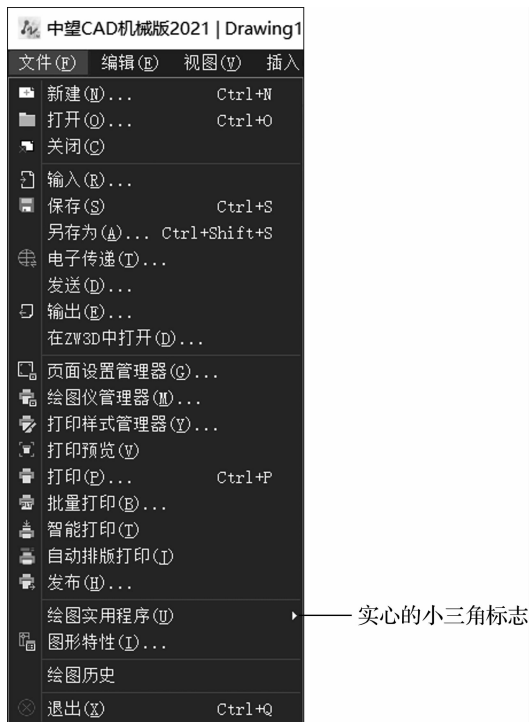 中望CAD机械版2021 | Drawing1
文件(F) 编辑(E) 视图(V) 插入
新建(N)... Ctrl+N
打开(O)... Ctrl+O
关闭(C)
输入(R)...
保存(S) Ctrl+S
另存为(A)... Ctrl+Shift+S
电子传递(T)...
发送(D)...
输出(E)...
在ZW3D中打开(D)...
页面设置管理器(G)...
绘图仪管理器(M)...
打印样式管理器(Y)...
打印预览(V)
打印(P)... Ctrl+P
批量打印(B)...
智能打印(T)
自动排版打印(I)
发布(H)...
绘图实用程序(U) 实心的小三角标志
图形特性(I)...
绘图历史
退出(X) Ctrl+Q